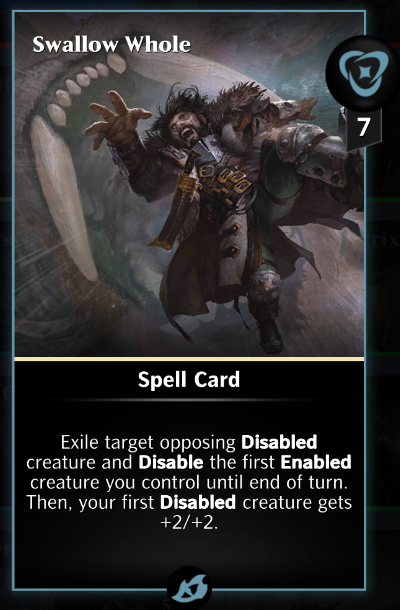 Swallow Whole
7
Spell Card
Exile target opposing Disabled
creature and Disable the first Enabled
creature you control until end of turn.
Then, your first Disabled creature gets
+2/+2.